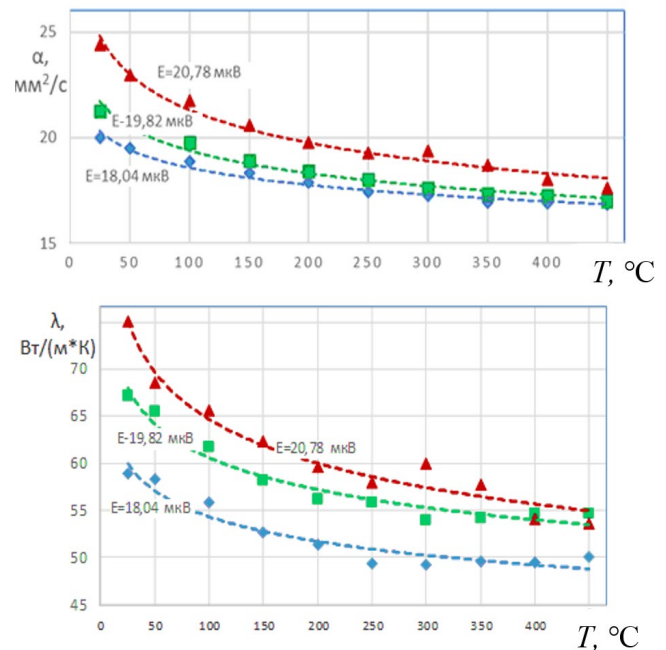 25
α,
мм²/с
E=20,78 мкВ
E-19,82 мкВ
20
E=18,04 мкВ
15
0 50 100 150 200 250 300 350 400
T, °C
λ,
Вт/(м*К)
70
65
E-19,82 мкВ
E=20,78 мкВ
60
55
E=18,04 мкВ
50
45
0 50 100 150 200 250 300 350 400 450
T, °C